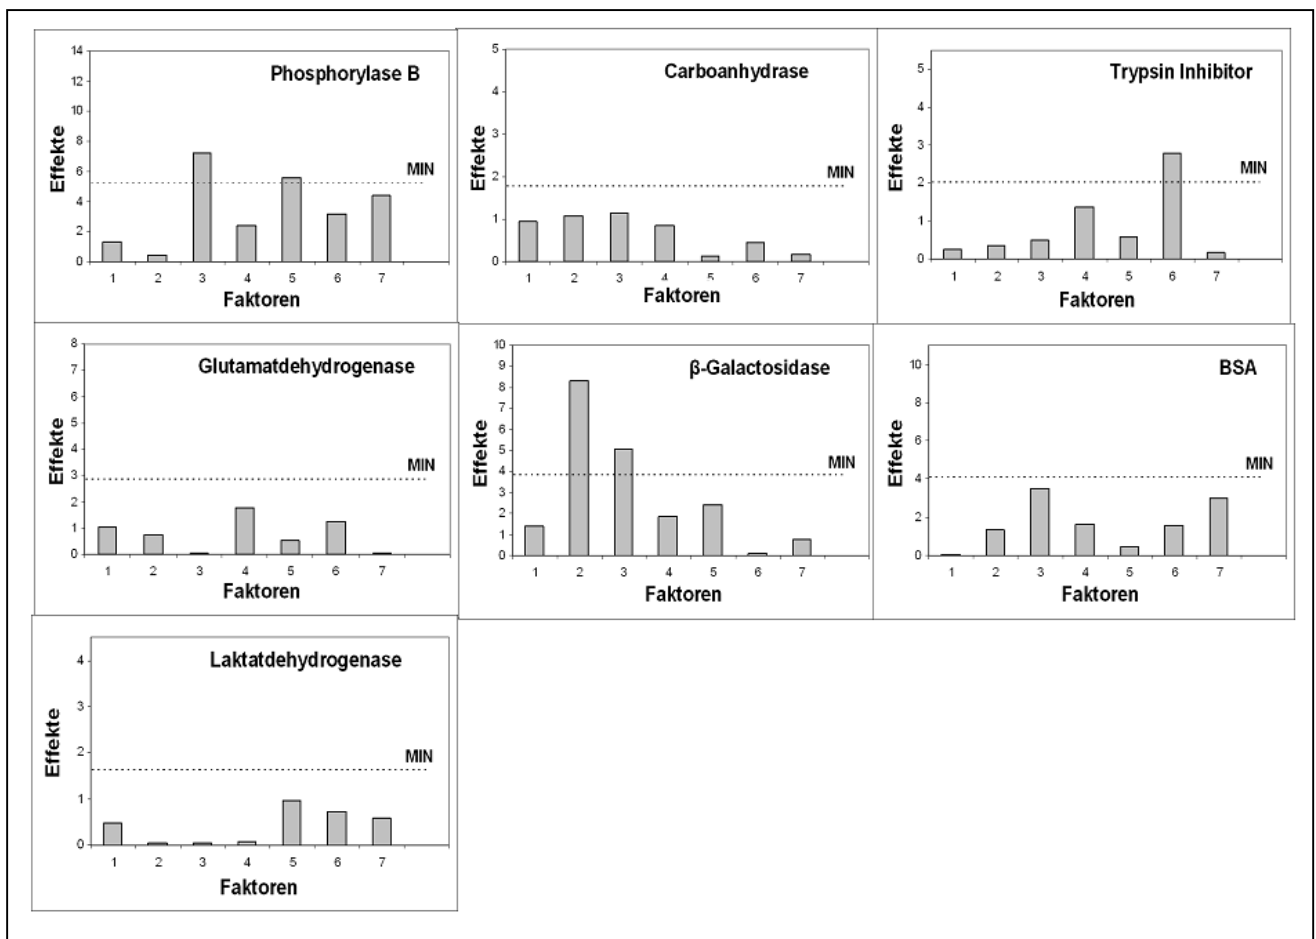 Phosphorylase B
Effekte
14
12
10
8
6
4
2
0
MIN
1 2 3 4 5 6 7
Faktoren
Carboanhydrase
Effekte
5
4
3
2
1
0
MIN
1 2 3 4 5 6 7
Faktoren
Trypsin Inhibitor
Effekte
5
4
3
2
1
0
MIN
1 2 3 4 5 6 7
Faktoren
Glutamatdehydrogenase
Effekte
8
7
6
5
4
3
2
1
0
MIN
1 2 3 4 5 6 7
Faktoren
β-Galactosidase
Effekte
10
9
8
7
6
5
4
3
2
1
0
MIN
1 2 3 4 5 6 7
Faktoren
BSA
Effekte
10
8
6
4
2
0
MIN
1 2 3 4 5 6 7
Faktoren
Laktatdehydrogenase
Effekte
4
3
2
1
0
MIN
1 2 3 4 5 6 7
Faktoren